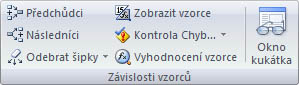 Předchůdci
Následníci
Odebrat šipky
Zobrazit vzorce
Kontrola Chyb...
Vyhodnocení vzorce
Okno
kukátka
Závislosti vzorců